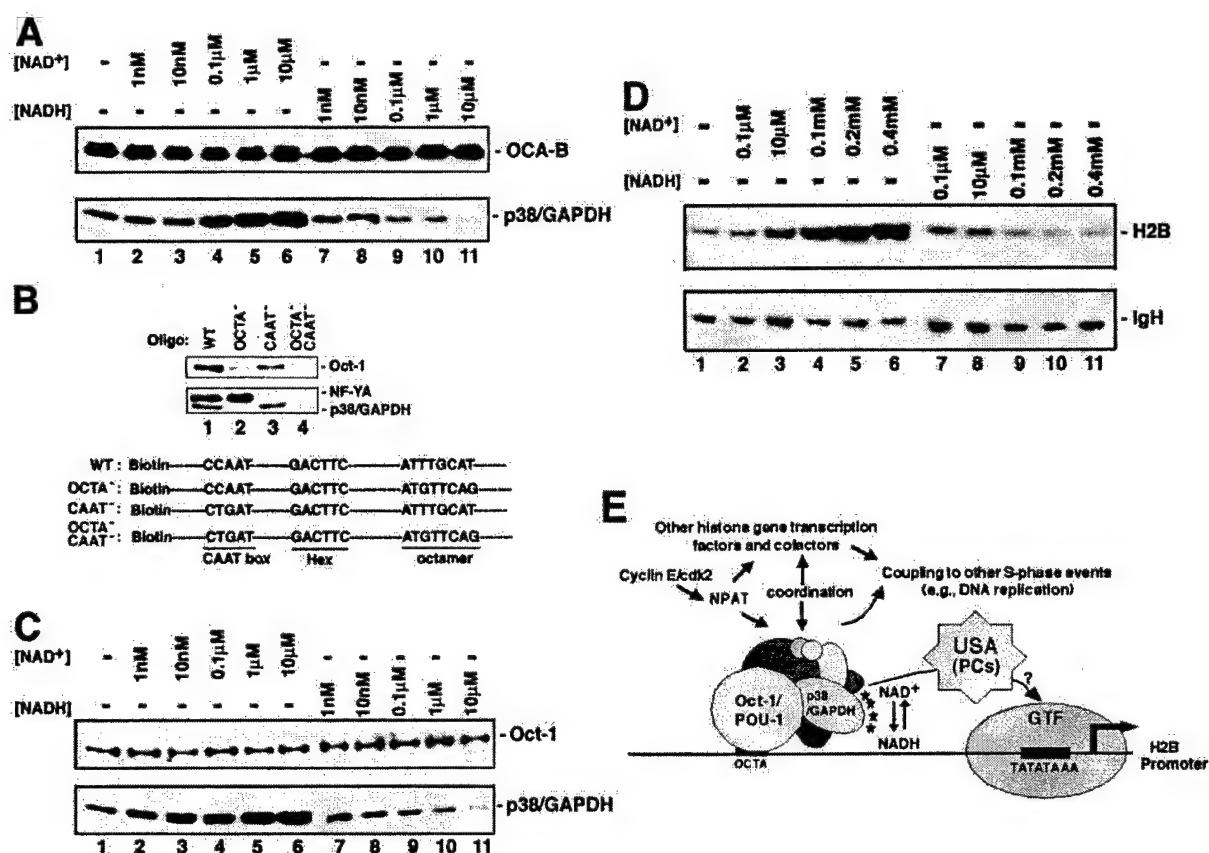 A
[NAD+] - 1nM 10nM 0.1µM 1µM 10µM - - - - -
[NADH] - - - - - - 1nM 10nM 0.1µM 1µM 10µM
- OCA-B
- p38/GAPDH
1 2 3 4 5 6 7 8 9 10 11
B
Oligo: WT OCTA- CAAT- OCTA- CAAT-
- Oct-1
- NF-YA
- p38/GAPDH
1 2 3 4
WT : Biotin CCAAT GACTTC ATTTGCAT
OCTA- : Biotin CCAAT GACTTC ATGTTCAG
CAAT- : Biotin CTGAT GACTTC ATTTGCAT
OCTA-
CAAT- : Biotin CTGAT GACTTC ATGTTCAG
CAAT box Hex octamer
C
[NAD+] - 1nM 10nM 0.1µM 1µM 10µM - - - - -
[NADH] - - - - - - 1nM 10nM 0.1µM 1µM 10µM
- Oct-1
- p38/GAPDH
1 2 3 4 5 6 7 8 9 10 11
D
[NAD+] - 0.1µM 10µM 0.1mM 0.2mM 0.4mM - - - - -
[NADH] - - - - - - 0.1µM 10µM 0.1mM 0.2mM 0.4mM
- H2B
- IgH
1 2 3 4 5 6 7 8 9 10 11
E
Other histone gene transcription
factors and cofactors
Cyclin E/cdk2
NPAT
coordination
Coupling to other S-phase events
(e.g., DNA replication)
USA
(PCs)
?
Oct-1/
POU-1
p38
/GAPDH
NAD+
NADH
GTF
OCTA
TATATAAA
H2B
Promoter